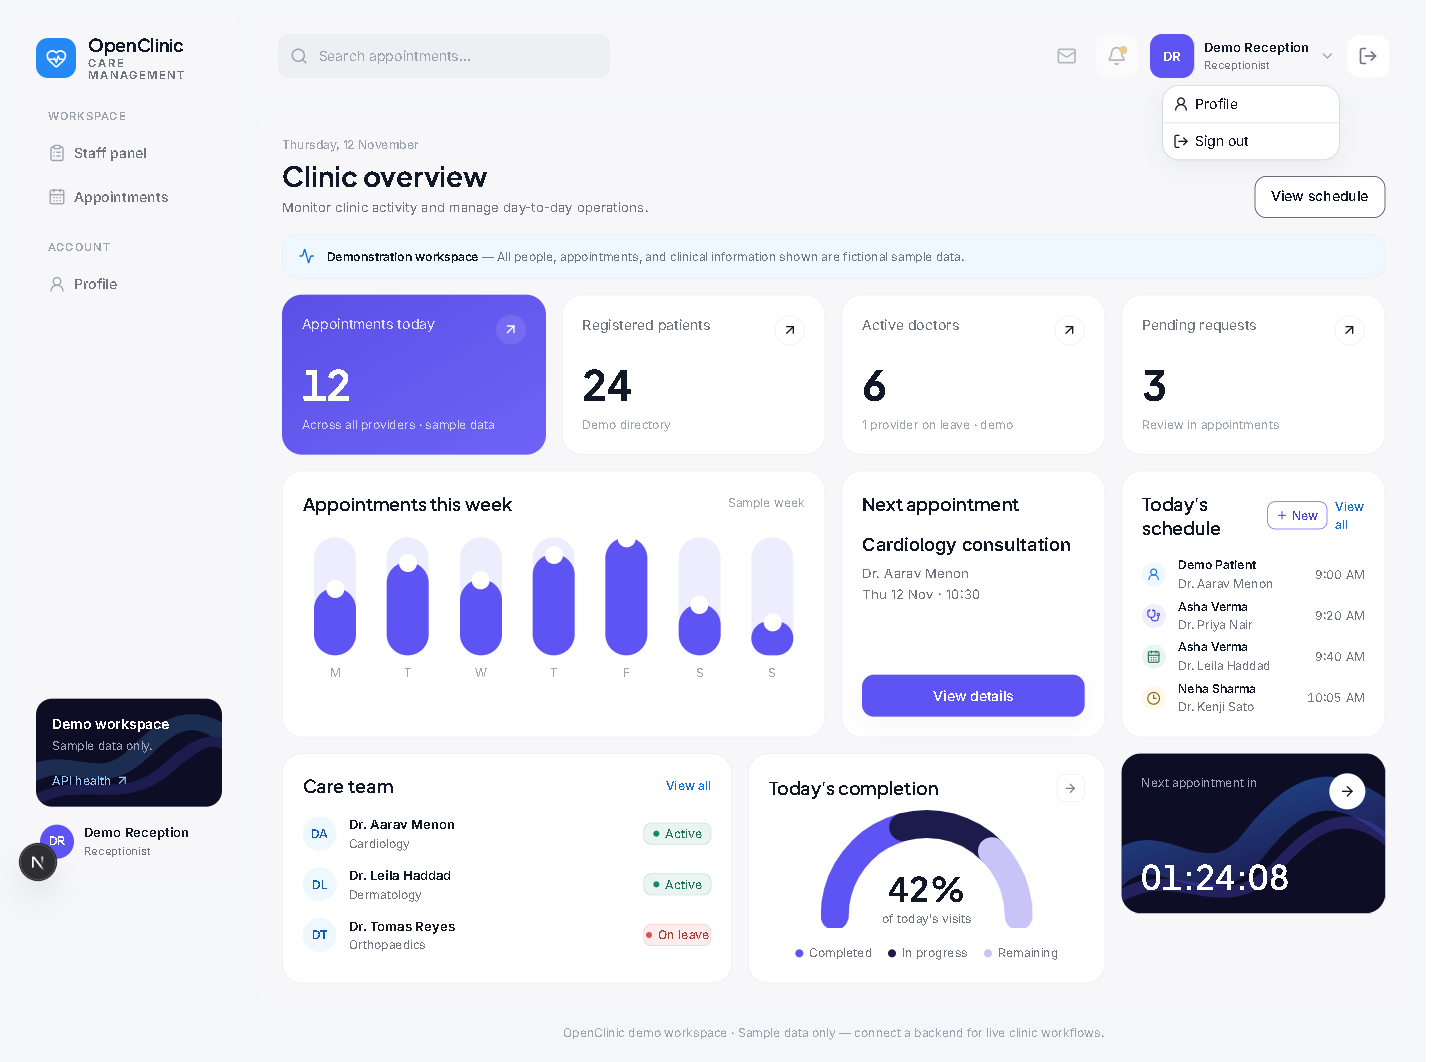 OpenClinic
CARE
MANAGEMENT
WORKSPACE
Staff panel
Appointments
ACCOUNT
Profile
Demo workspace
Sample data only.
API health
DR
Demo Reception
Receptionist
N
Search appointments...
DR
Demo Reception
Receptionist
Profile
Sign out
Thursday, 12 November
Clinic overview
Monitor clinic activity and manage day-to-day operations.
View schedule
Demonstration workspace — All people, appointments, and clinical information shown are fictional sample data.
Appointments today
12
Across all providers · sample data
Registered patients
24
Demo directory
Active doctors
6
1 provider on leave · demo
Pending requests
3
Review in appointments
Appointments this week
Sample week
M T W T F S S
Next appointment
Cardiology consultation
Dr. Aarav Menon
Thu 12 Nov · 10:30
View details
Today's
schedule
+ New
View
all
Demo Patient
Dr. Aarav Menon
9:00 AM
Asha Verma
Dr. Priya Nair
9:20 AM
Asha Verma
Dr. Leila Haddad
9:40 AM
Neha Sharma
Dr. Kenji Sato
10:05 AM
Care team
View all
DA
Dr. Aarav Menon
Cardiology
Active
DL
Dr. Leila Haddad
Dermatology
Active
DT
Dr. Tomas Reyes
Orthopaedics
On leave
Today's completion
42%
of today's visits
Completed
In progress
Remaining
Next appointment in
01:24:08
OpenClinic demo workspace · Sample data only — connect a backend for live clinic workflows.